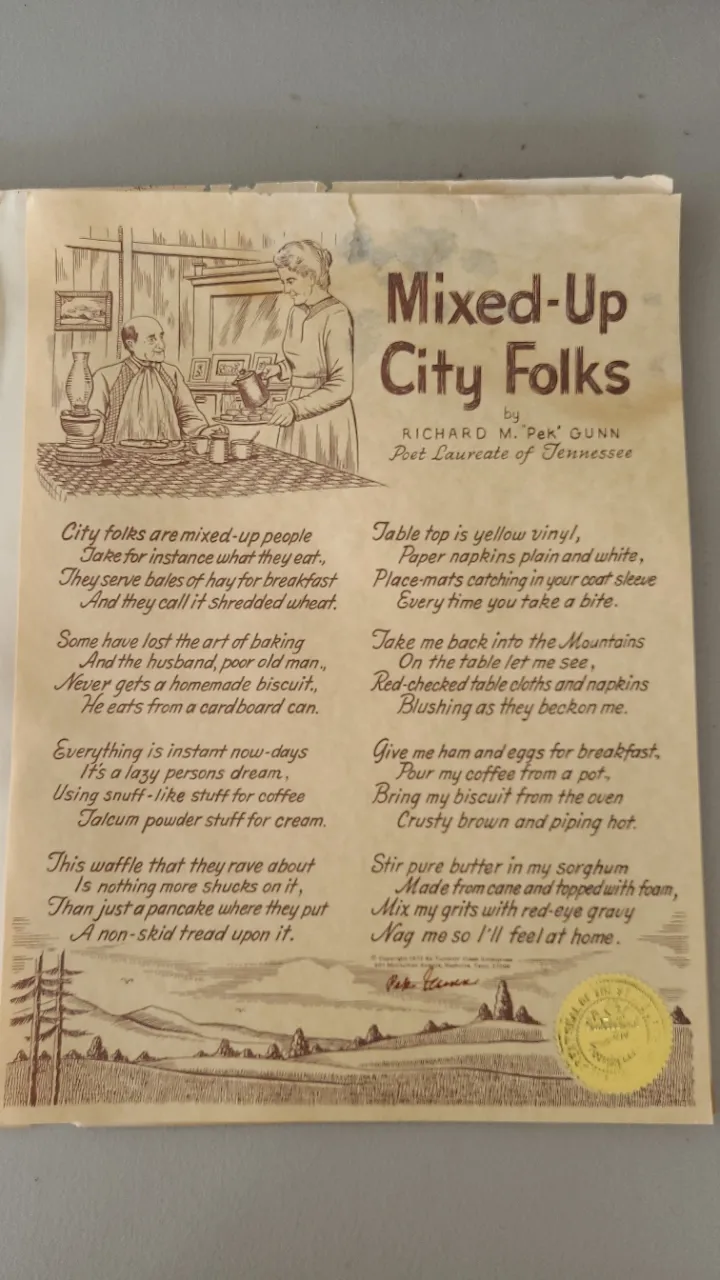 Mixed-Up
City Folks
by
RICHARD M. "PeK" GUNN
Poet Laureate of Tennessee
City folks are mixed-up people
Take for instance what they eat.,
They serve bales of hay for breakfast
And they call it shredded wheat.
Some have lost the art of baking
And the husband, poor old man.,
Never gets a homemade biscuit.,
He eats from a cardboard can.
Everything is instant now-days
It's a lazy persons dream,
Using snuff-like stuff for coffee
Talcum powder stuff for cream.
This waffle that they rave about
Is nothing more shucks on it,
Than just a pancake where they put
A non-skid tread upon it.
Table top is yellow vinyl,
Paper napkins plain and white,
Place-mats catching in your coat sleeve
Every time you take a bite.
Take me back into the Mountains
On the table let me see,
Red-checked table cloths and napkins
Blushing as they beckon me.
Give me ham and eggs for breakfast,
Pour my coffee from a pot,
Bring my biscuit from the oven
Crusty brown and piping hot.
Stir pure butter in my sorghum
Made from cane and topped with foam,
Mix my grits with red-eye gravy
Nag me so I'll feel at home.
© Copyright
Pek Gunn
SEAL OF THE